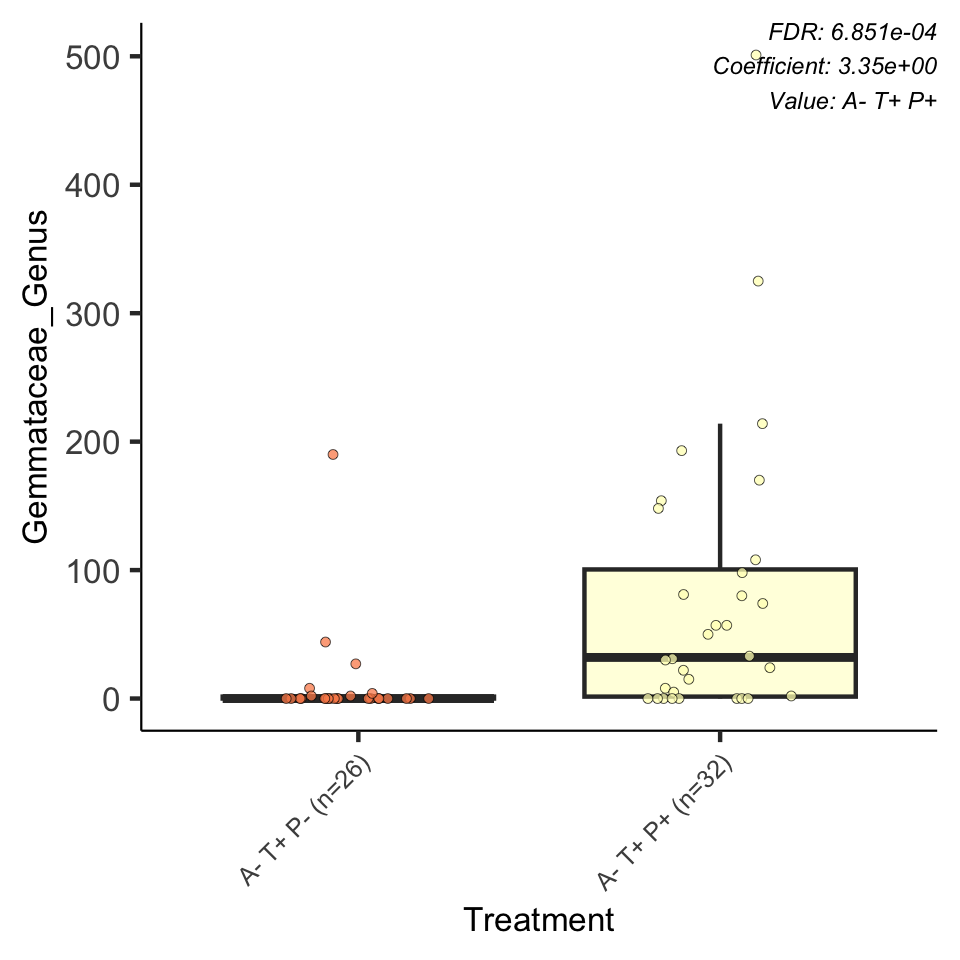 FDR: 6.851e-04
Coefficient: 3.35e+00
Value: A- T+ P+
Gemmataceae_Genus
500
400
300
200
100
0
A- T+ P- (n=26)
A- T+ P+ (n=32)
Treatment